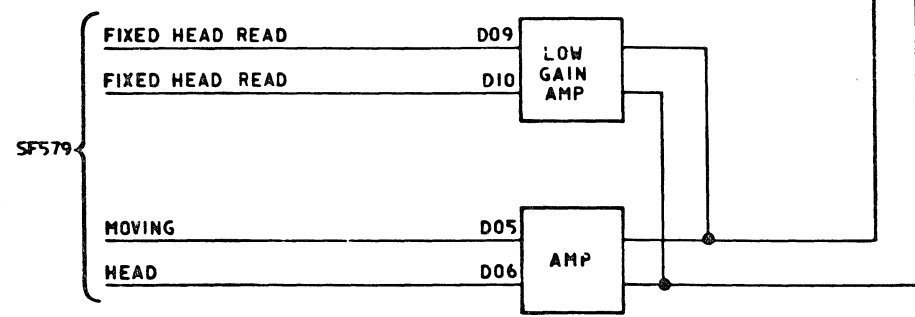 FIXED HEAD READ D09
LOW
GAIN
AMP
FIXED HEAD READ D10
SF579
MOVING D05
AMP
HEAD D06